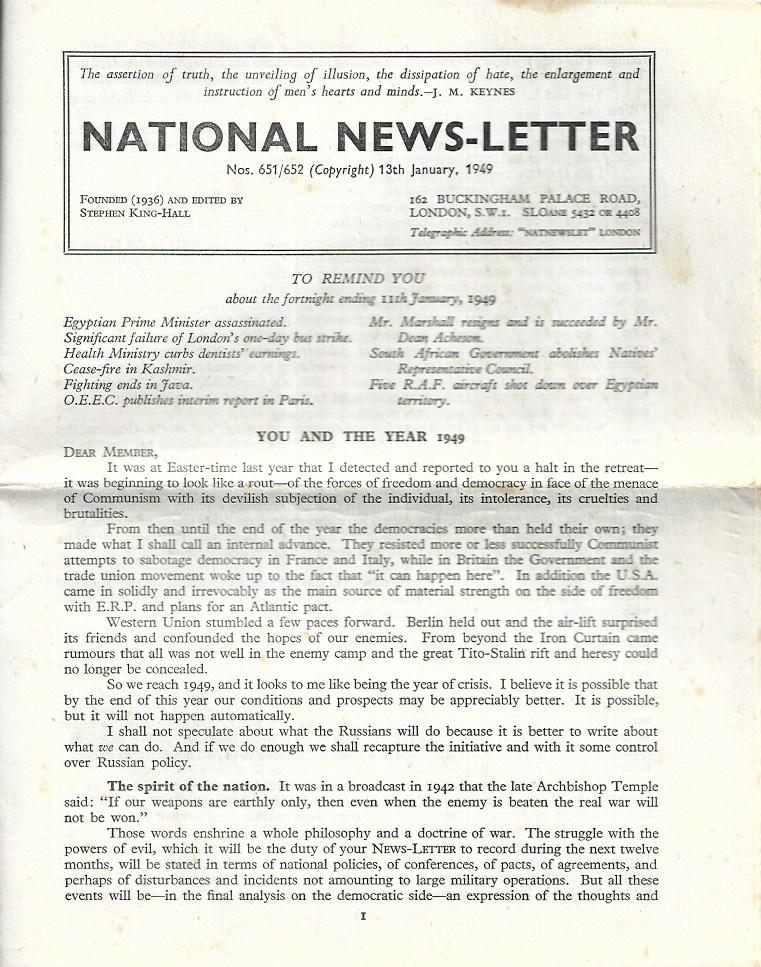 The assertion of truth, the unveiling of illusion, the dissipation of hate, the enlargement and
instruction of men's hearts and minds.—J. M. KEYNES
NATIONAL NEWS-LETTER
Nos. 651/652 (Copyright) 13th January, 1949
FOUNDED (1936) AND EDITED BY
STEPHEN KING-HALL
162 BUCKINGHAM PALACE ROAD,
LONDON, S.W.1. SLOANE 5432 OR 4408
Telegraphic Address: "NATNEWSLET" LONDON
TO REMIND YOU
about the fortnight ending 11th January, 1949
Egyptian Prime Minister assassinated.
Significant failure of London's one-day bus strike.
Health Ministry curbs dentists' earnings.
Cease-fire in Kashmir.
Fighting ends in Java.
O.E.E.C. publishes interim report in Paris.
Mr. Marshall resigns and is succeeded by Mr.
Dean Acheson.
South African Government abolishes Natives'
Representative Council.
Five R.A.F. aircraft shot down over Egyptian
territory.
YOU AND THE YEAR 1949
DEAR MEMBER,
It was at Easter-time last year that I detected and reported to you a halt in the retreat—
it was beginning to look like a rout—of the forces of freedom and democracy in face of the menace
of Communism with its devilish subjection of the individual, its intolerance, its cruelties and
brutalities.
From then until the end of the year the democracies more than held their own; they
made what I shall call an internal advance. They resisted more or less successfully Communist
attempts to sabotage democracy in France and Italy, while in Britain the Government and the
trade union movement woke up to the fact that "it can happen here". In addition the U.S.A.
came in solidly and irrevocably as the main source of material strength on the side of freedom
with E.R.P. and plans for an Atlantic pact.
Western Union stumbled a few paces forward. Berlin held out and the air-lift surprised
its friends and confounded the hopes of our enemies. From beyond the Iron Curtain came
rumours that all was not well in the enemy camp and the great Tito-Stalin rift and heresy could
no longer be concealed.
So we reach 1949, and it looks to me like being the year of crisis. I believe it is possible that
by the end of this year our conditions and prospects may be appreciably better. It is possible,
but it will not happen automatically.
I shall not speculate about what the Russians will do because it is better to write about
what we can do. And if we do enough we shall recapture the initiative and with it some control
over Russian policy.
The spirit of the nation. It was in a broadcast in 1942 that the late Archbishop Temple
said: "If our weapons are earthly only, then even when the enemy is beaten the real war will
not be won."
Those words enshrine a whole philosophy and a doctrine of war. The struggle with the
powers of evil, which it will be the duty of your NEWS-LETTER to record during the next twelve
months, will be stated in terms of national policies, of conferences, of pacts, of agreements, and
perhaps of disturbances and incidents not amounting to large military operations. But all these
events will be—in the final analysis on the democratic side—an expression of the thoughts and
1